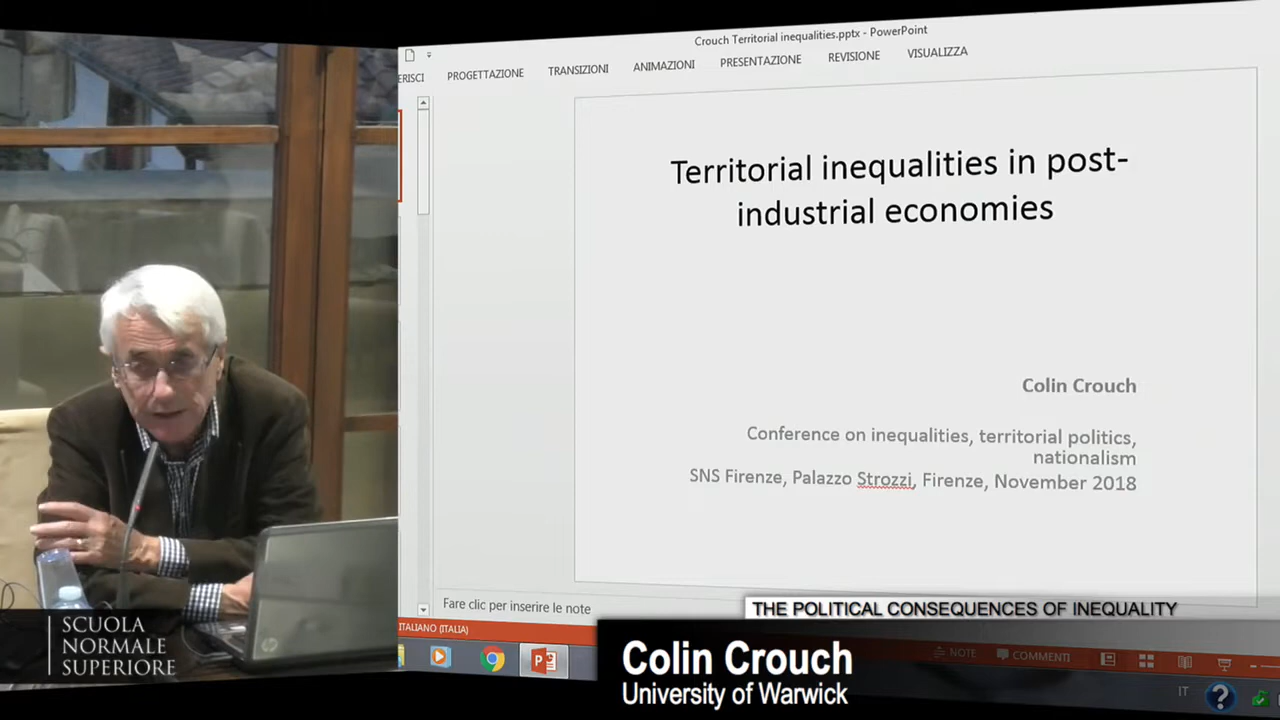 Crouch Territorial inequalities.pptx - PowerPoint
ERISCI PROGETTAZIONE TRANSIZIONI ANIMAZIONI PRESENTAZIONE REVISIONE VISUALIZZA
Territorial inequalities in post-
industrial economies
Colin Crouch
Conference on inequalities, territorial politics,
nationalism
SNS Firenze, Palazzo Strozzi, Firenze, November 2018
Fare clic per inserire le note
THE POLITICAL CONSEQUENCES OF INEQUALITY
ITALIANO (ITALIA)
NOTE COMMENTI
SCUOLA
NORMALE
SUPERIORE
Colin Crouch
University of Warwick
IT
hp